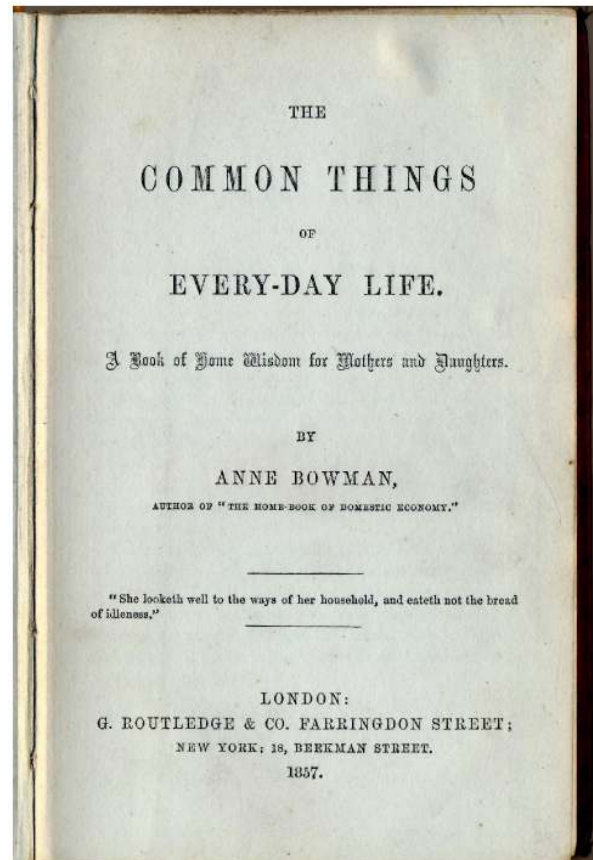 THE
COMMON THINGS
OF
EVERY-DAY LIFE.
A Book of Home Wisdom for Mothers and Daughters.
BY
ANNE BOWMAN,
AUTHOR OF "THE HOME-BOOK OF DOMESTIC ECONOMY."
"She looketh well to the ways of her household, and eateth not the bread
of idleness."
LONDON:
G. ROUTLEDGE & CO. FARRINGDON STREET;
NEW YORK; 18, BEEKMAN STREET.
1857.